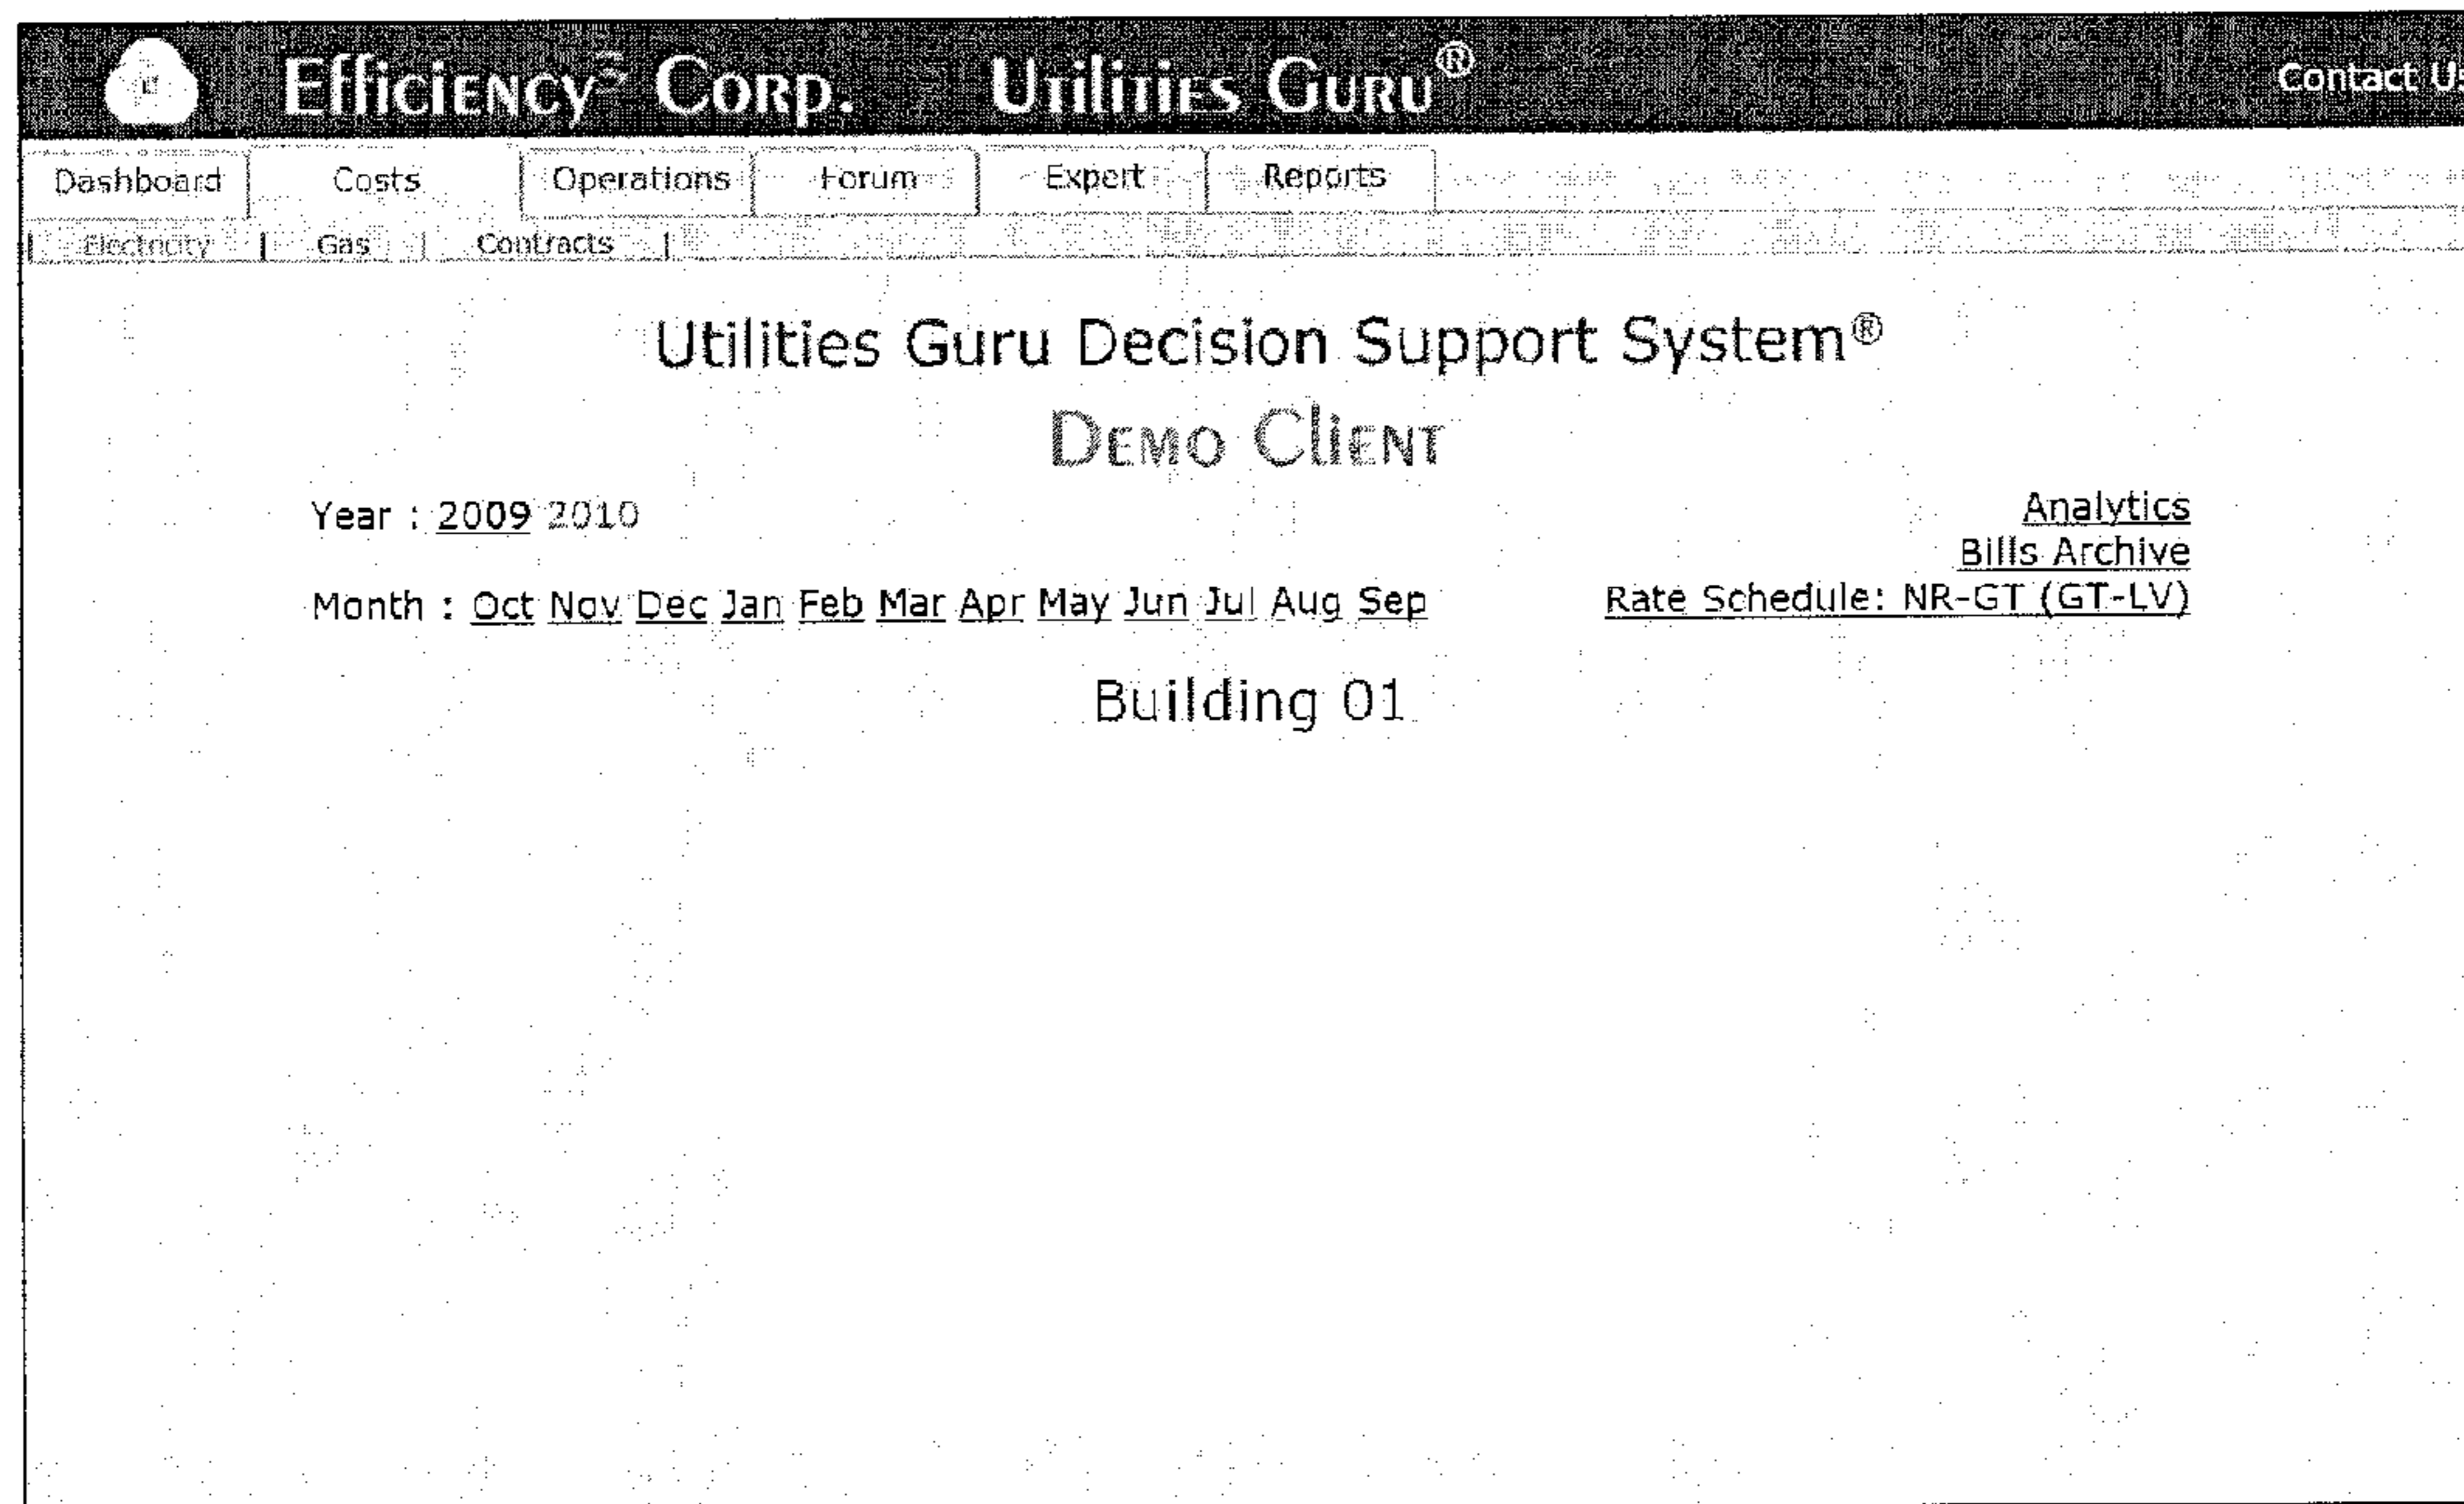 Efficiency³ Corp. Utilities Guru® Contact Us
Dashboard Costs Operations Forum Expert Reports
| Electricity | Gas | Contracts |
Utilities Guru Decision Support System®
Demo Client
Year : 2009 2010
Analytics
Bills Archive
Month : Oct Nov Dec Jan Feb Mar Apr May Jun Jul Aug Sep
Rate Schedule: NR-GT (GT-LV)
Building 01